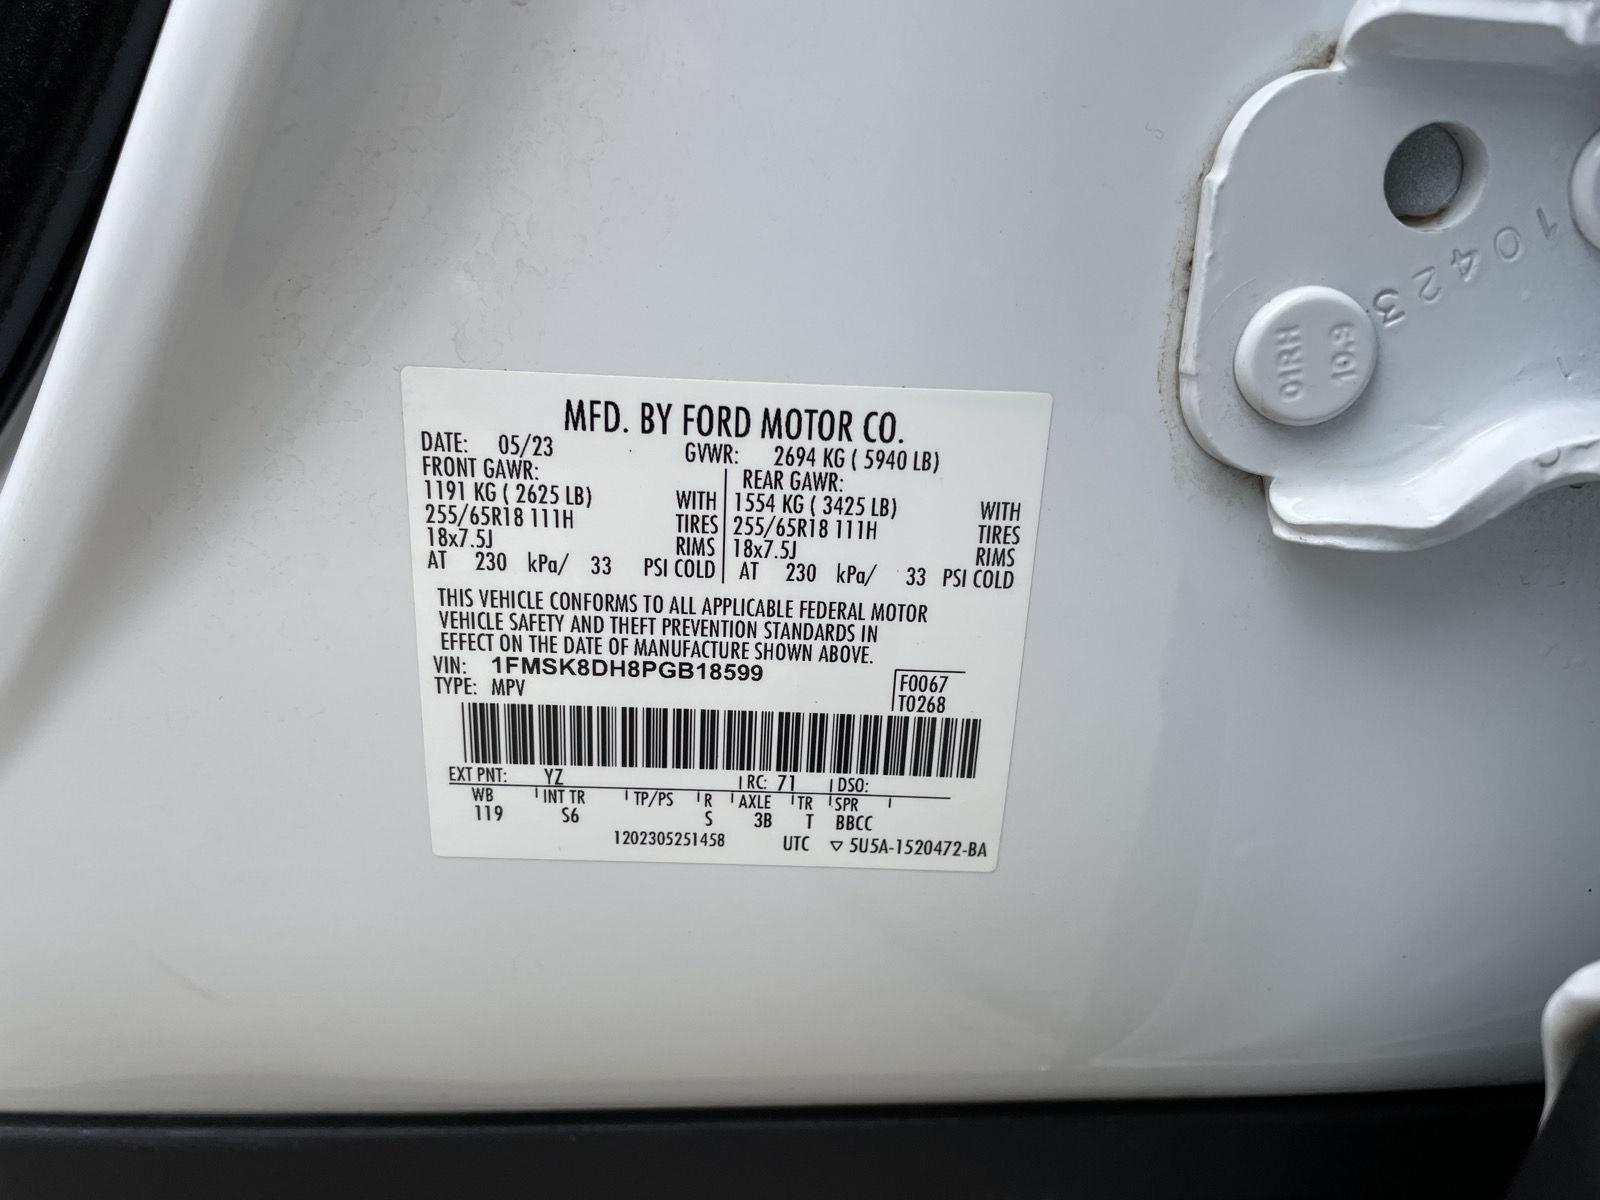 MFD. BY FORD MOTOR CO.
DATE: 05/23 GVWR: 2694 KG ( 5940 LB)
FRONT GAWR: REAR GAWR:
1191 KG ( 2625 LB) WITH 1554 KG ( 3425 LB) WITH
255/65R18 111H TIRES 255/65R18 111H TIRES
18x7.5J RIMS 18x7.5J RIMS
AT 230 kPa/ 33 PSI COLD AT 230 kPa/ 33 PSI COLD
THIS VEHICLE CONFORMS TO ALL APPLICABLE FEDERAL MOTOR
VEHICLE SAFETY AND THEFT PREVENTION STANDARDS IN
EFFECT ON THE DATE OF MANUFACTURE SHOWN ABOVE.
VIN: 1FMSK8DH8PGB18599
TYPE: MPV
F0067
T0268
EXT PNT: YZ RC: 71 DSO:
WB INT TR TP/PS R AXLE TR SPR
119 S6 S 3B T BBCC
1202305251458 UTC ▽ 5U5A-1520472-BA
10423
01RH
19.9